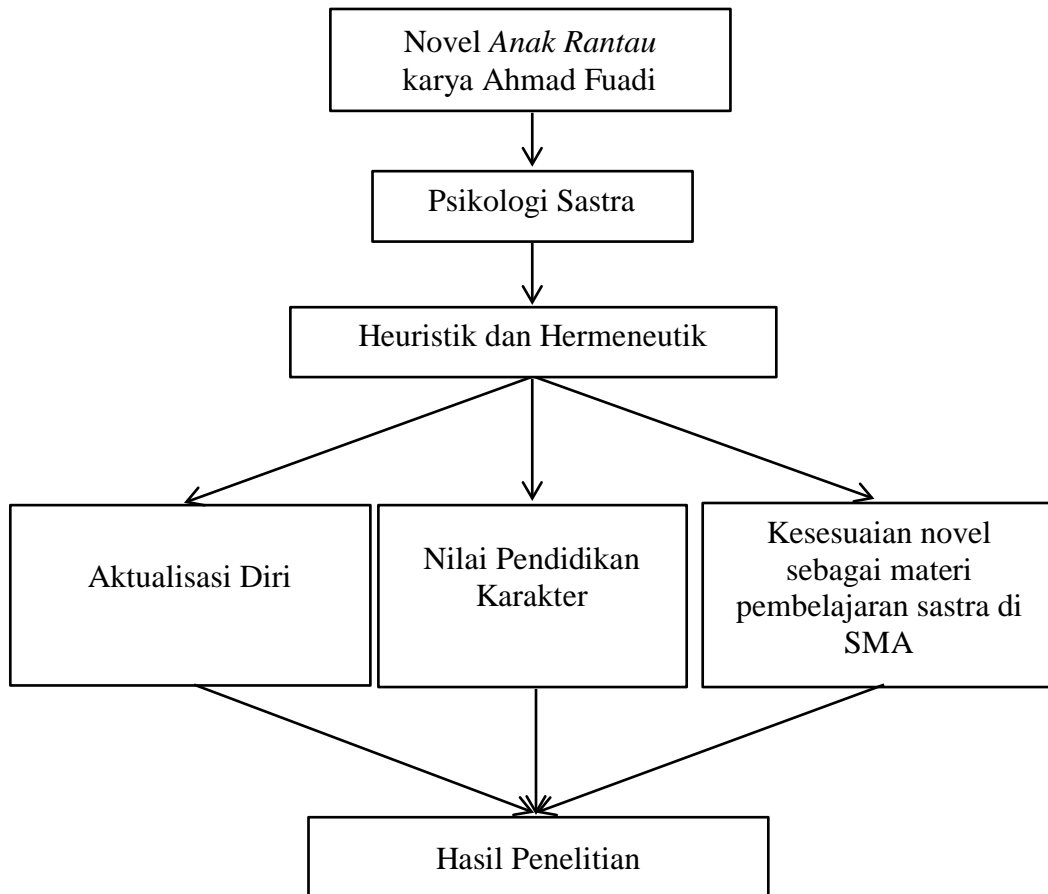 Novel Anak Rantau
karya Ahmad Fuadi
Psikologi Sastra
Heuristik dan Hermeneutik
Aktualisasi Diri
Nilai Pendidikan
Karakter
Kesesuaian novel
sebagai materi
pembelajaran sastra di
SMA
Hasil Penelitian